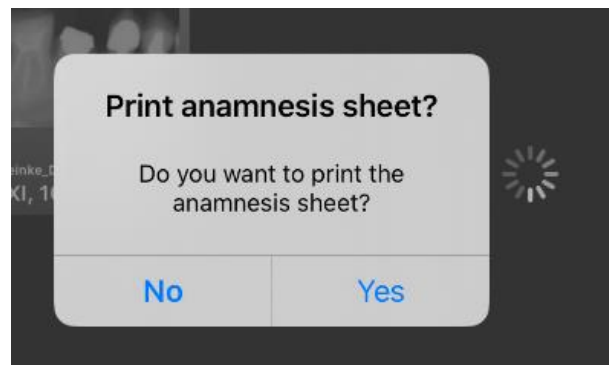 Print anamnesis sheet?
Do you want to print the
anamnesis sheet?
No
Yes